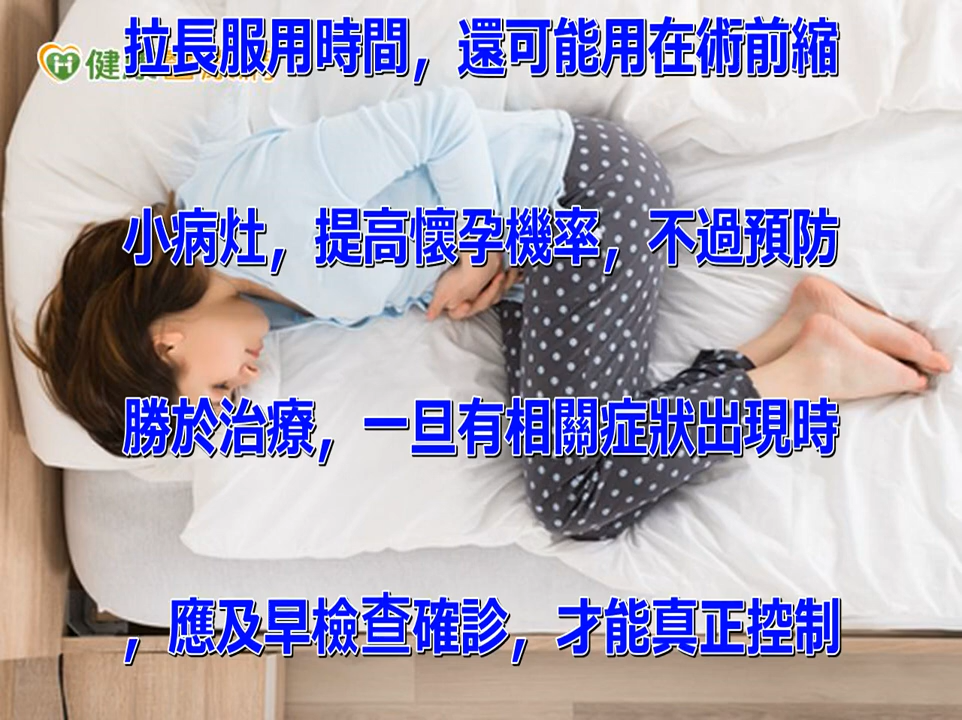 拉長服用時間，還可能用在術前縮
小病灶，提高懷孕機率，不過預防
勝於治療，一旦有相關症狀出現時
，應及早檢查確診，才能真正控制
健